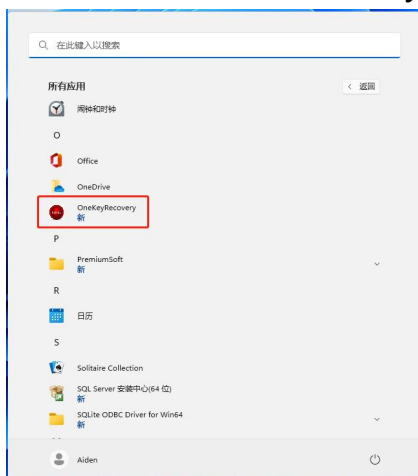 在此键入以搜索
所有应用
返回
闹钟和时钟
O
Office
OneDrive
OneKeyRecovery
新
P
PremiumSoft
新
R
日历
S
Solitaire Collection
SQL Server 安装中心(64 位)
新
SQLite ODBC Driver for Win64
新
Aiden